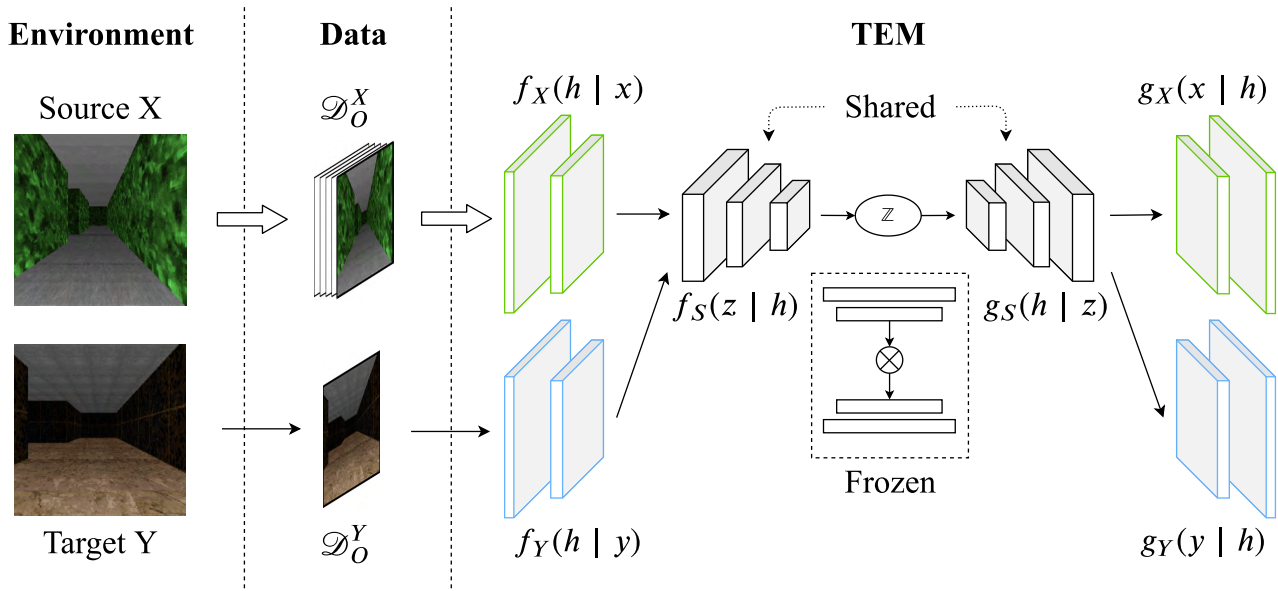 Environment
Data
TEM
Source X
𝒟_O^X
f_X(h | x)
Shared
g_X(x | h)
ℤ
f_S(z | h)
g_S(h | z)
Frozen
Target Y
𝒟_O^Y
f_Y(h | y)
g_Y(y | h)